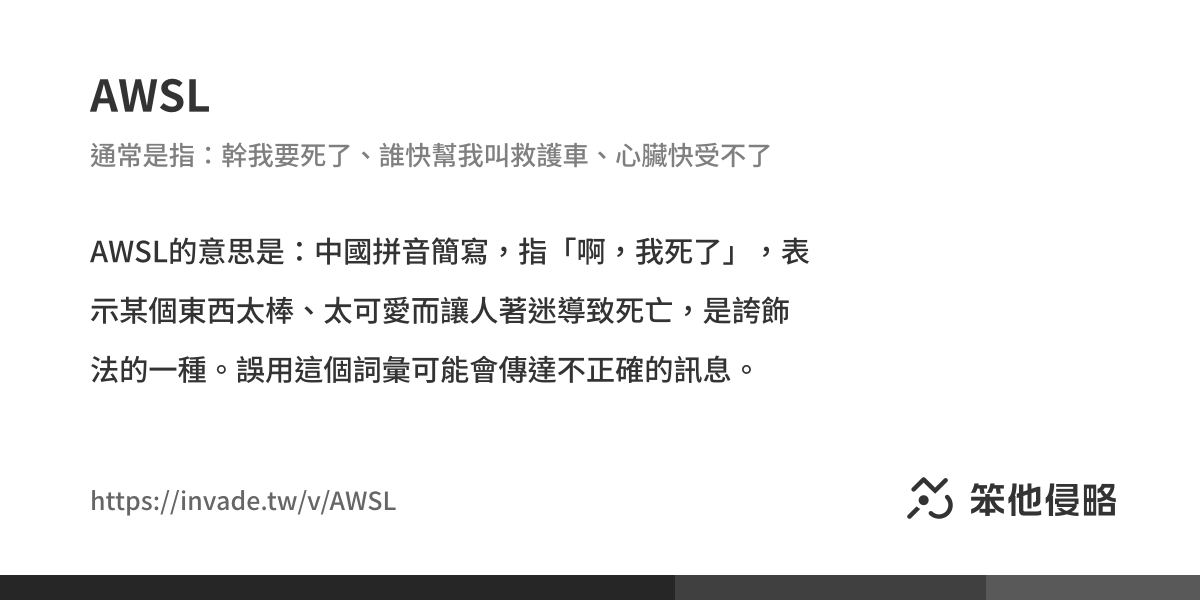 AWSL
通常是指：幹我要死了、誰快幫我叫救護車、心臟快受不了
AWSL的意思是：中國拼音簡寫，指「啊，我死了」，表
示某個東西太棒、太可愛而讓人著迷導致死亡，是誇飾
法的一種。誤用這個詞彙可能會傳達不正確的訊息。
https://invade.tw/v/AWSL
笨他侵略